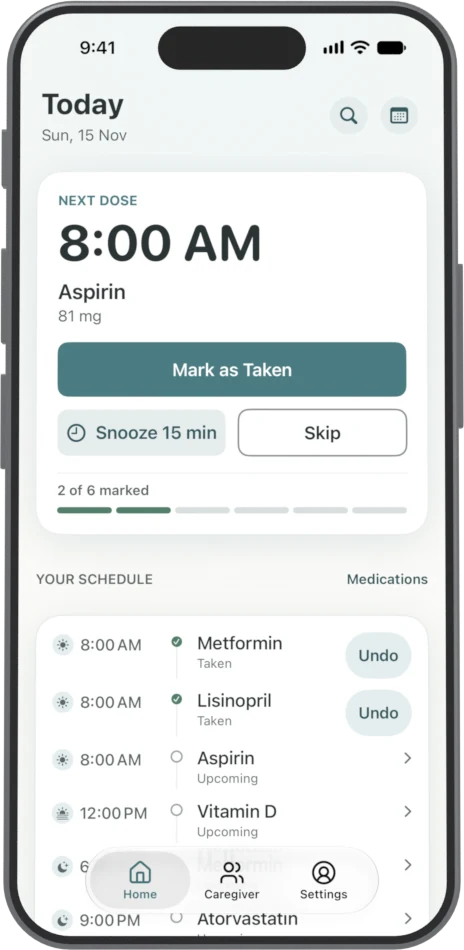 9:41
Today
Sun, 15 Nov
NEXT DOSE
8:00 AM
Aspirin
81 mg
Mark as Taken
Snooze 15 min
Skip
2 of 6 marked
YOUR SCHEDULE
Medications
8:00 AM
Metformin
Taken
Undo
8:00 AM
Lisinopril
Taken
Undo
8:00 AM
Aspirin
Upcoming
12:00 PM
Vitamin D
Upcoming
6
Metformin
Home
Caregiver
Settings
9:00 PM
Atorvastatin